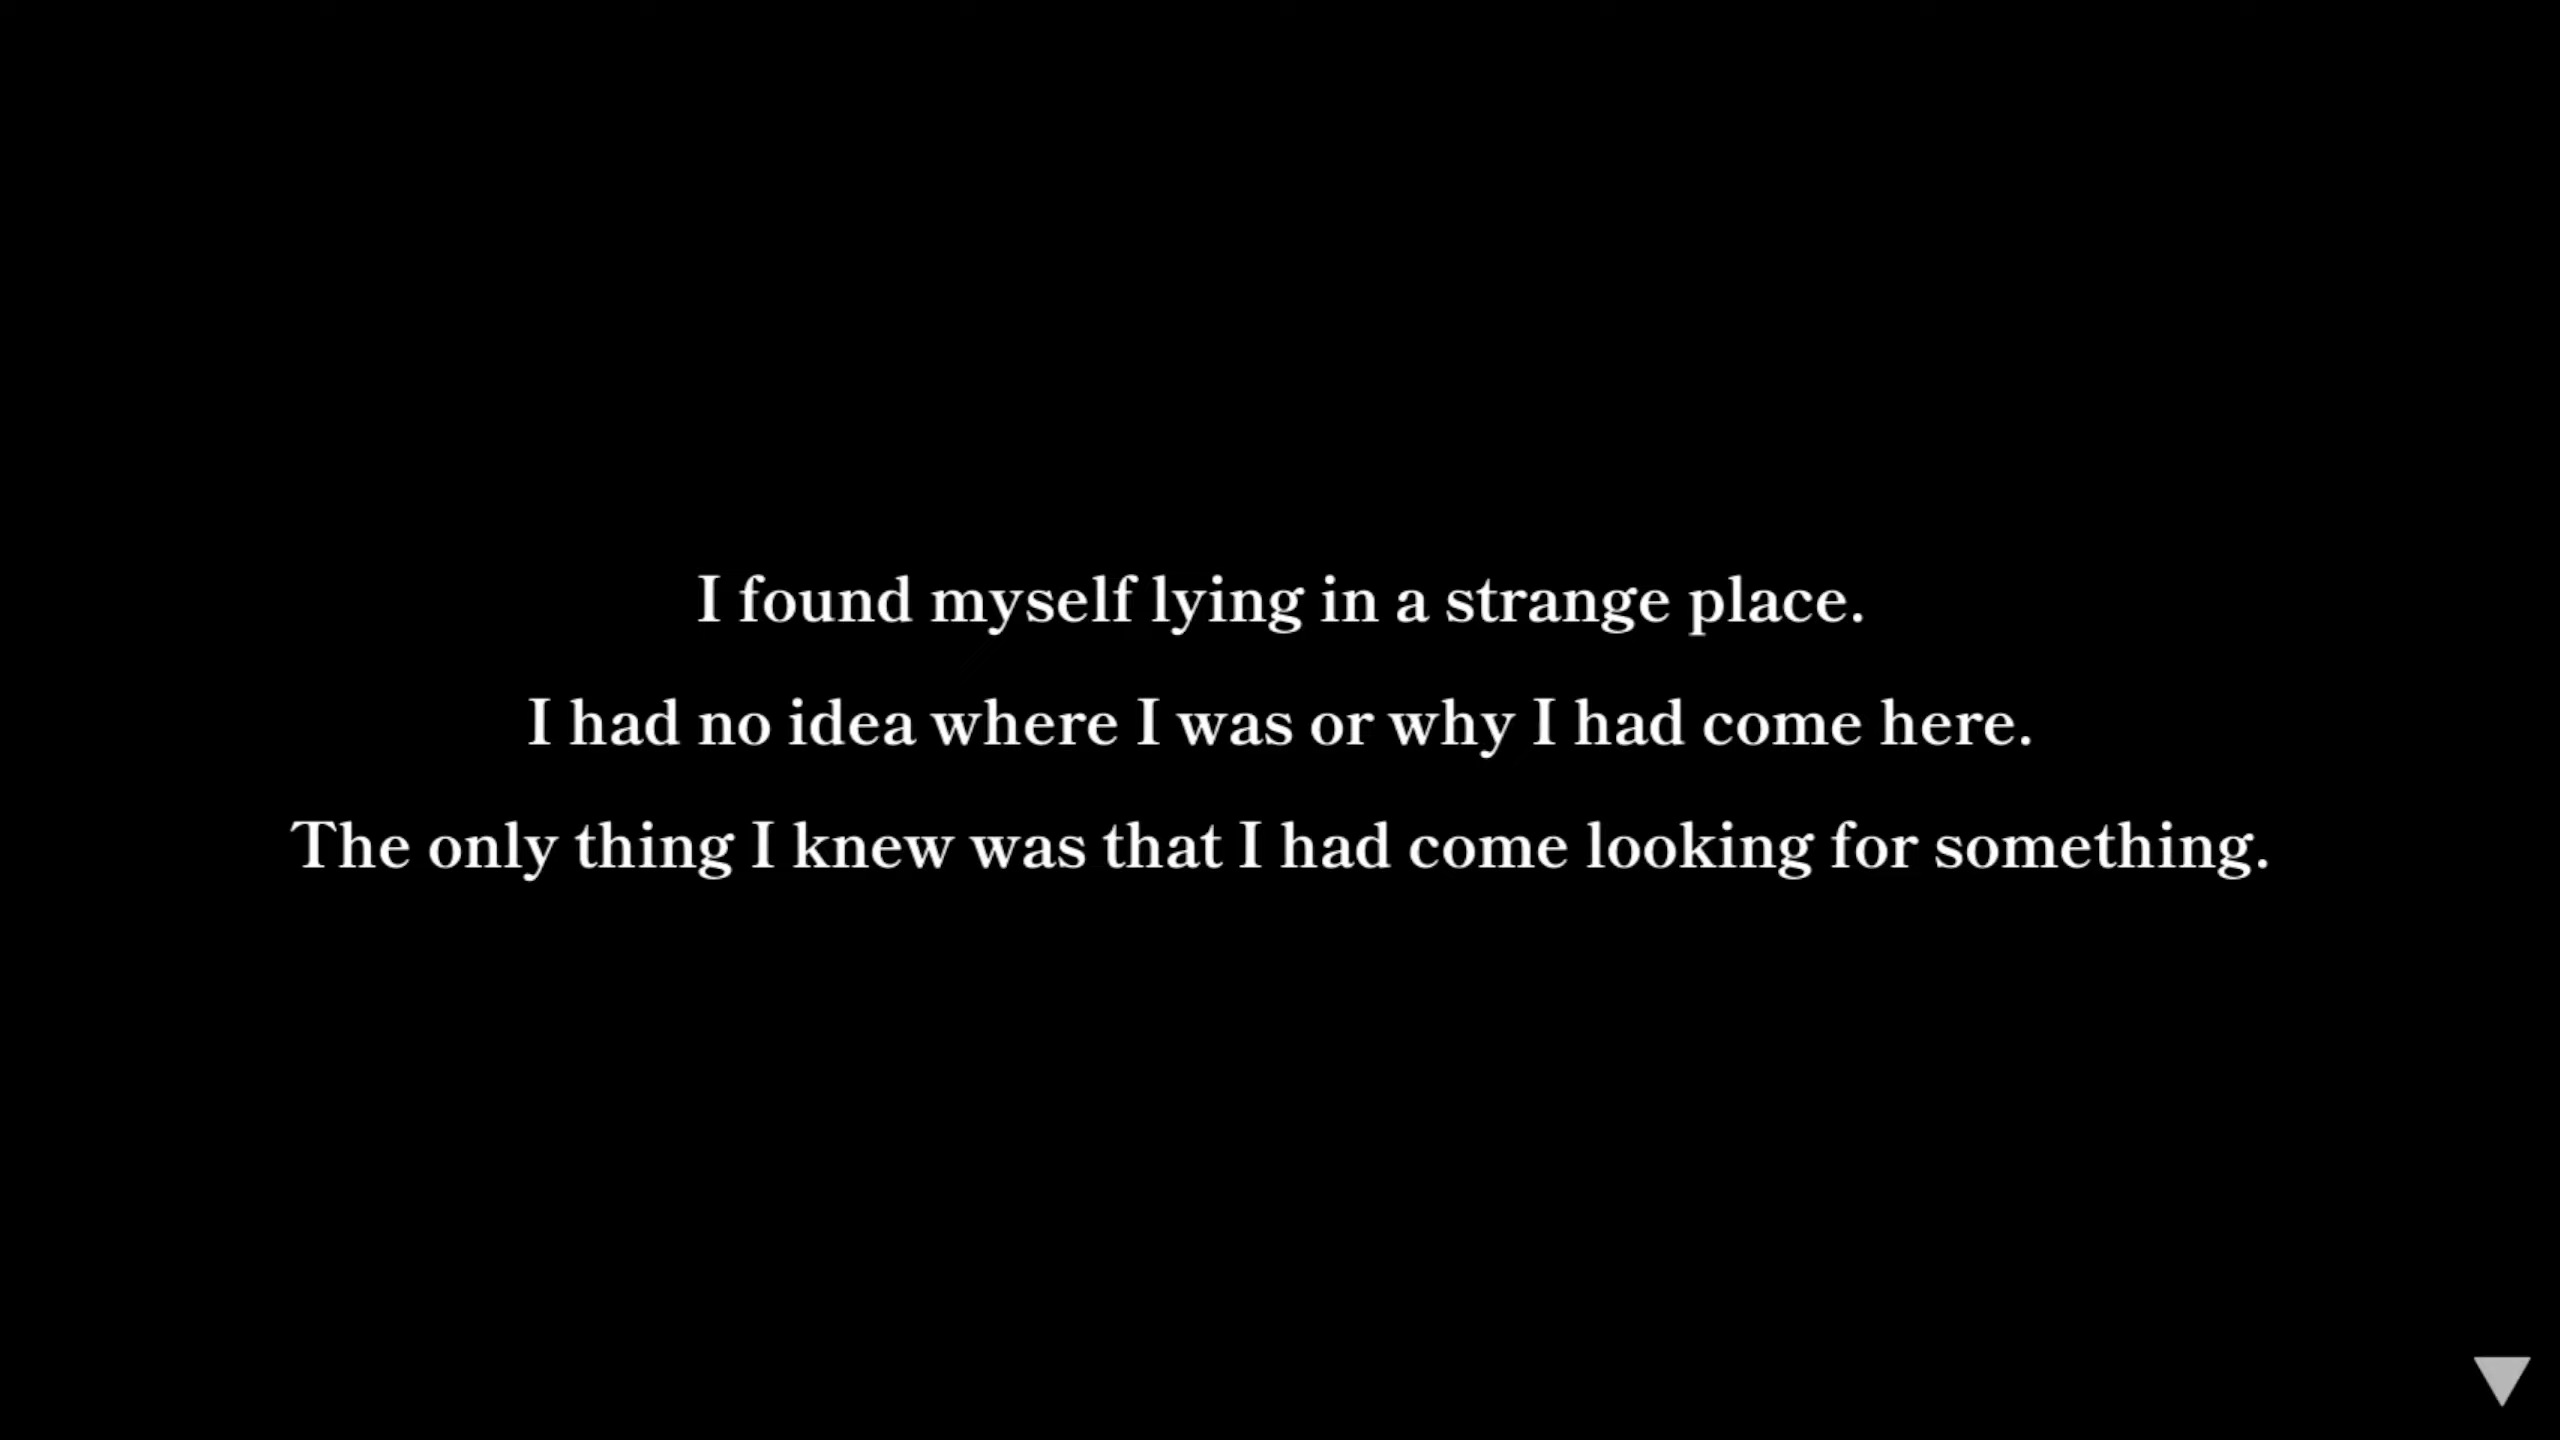 I found myself lying in a strange place.
I had no idea where I was or why I had come here.
The only thing I knew was that I had come looking for something.